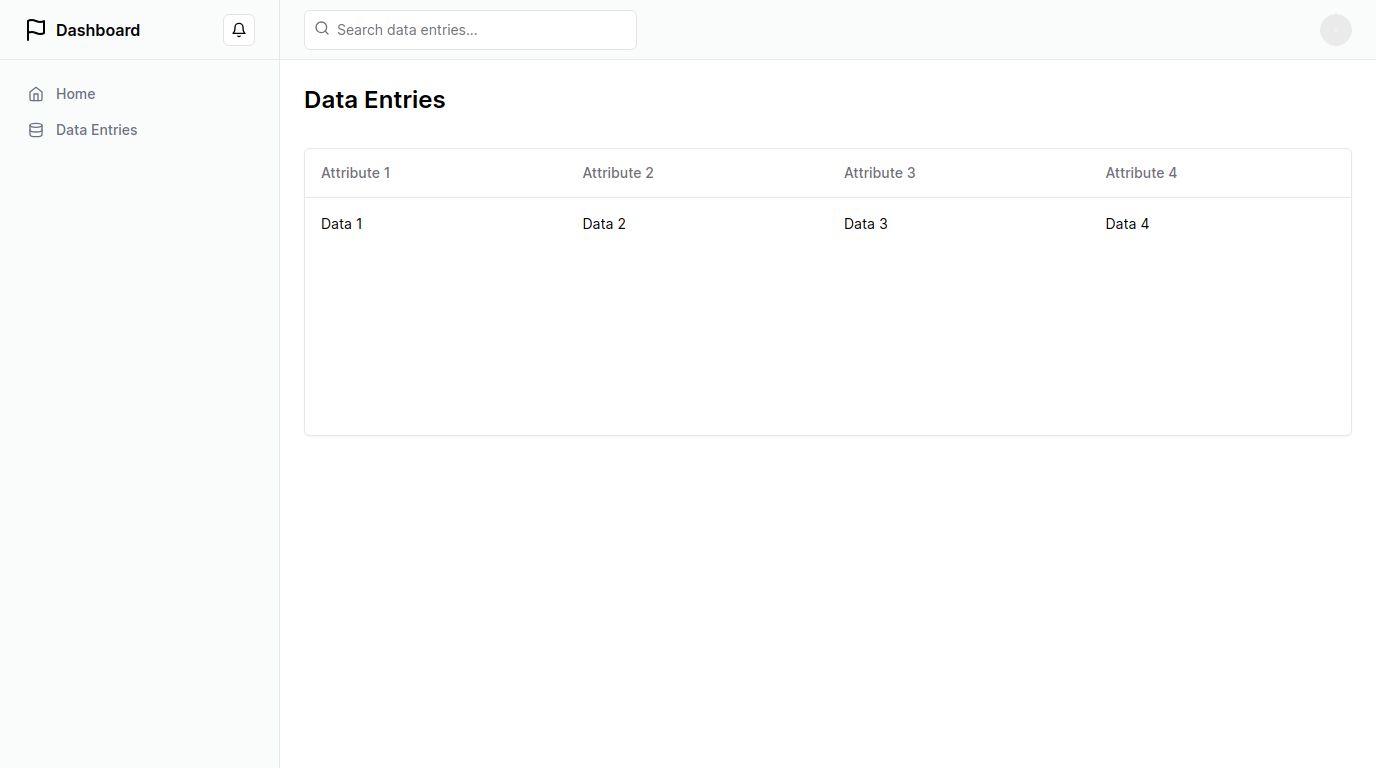 Dashboard
Search data entries...
Home
Data Entries
Data Entries
Attribute 1 Attribute 2 Attribute 3 Attribute 4
Data 1 Data 2 Data 3 Data 4